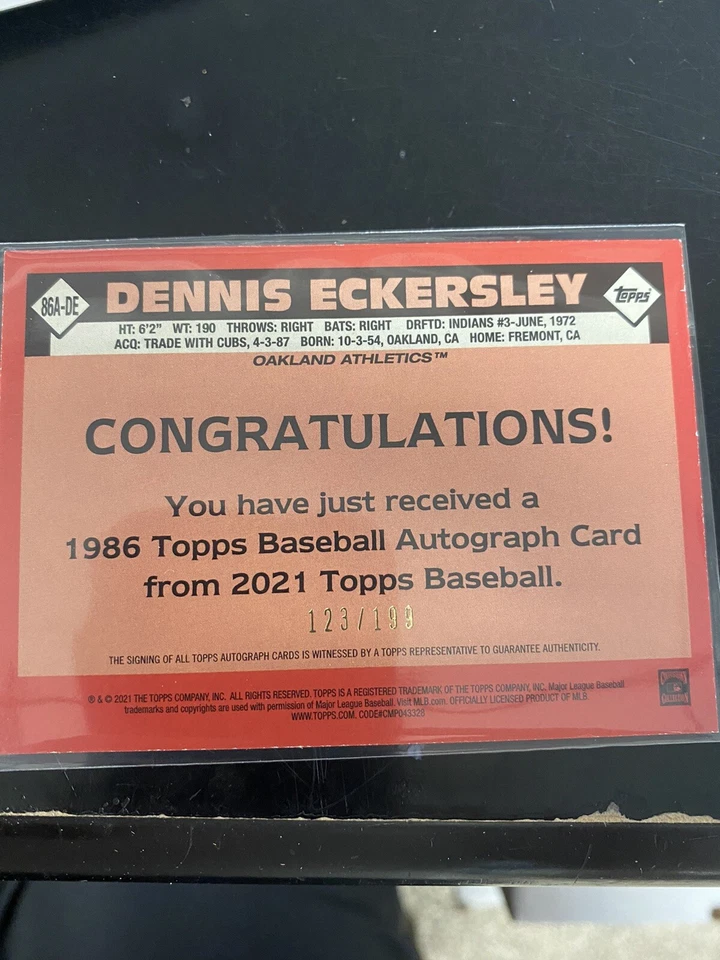 86A-DE DENNIS ECKERSLEY topps
HT: 6'2" WT: 190 THROWS: RIGHT BATS: RIGHT DRFTD: INDIANS #3-JUNE, 1972
ACQ: TRADE WITH CUBS, 4-3-87 BORN: 10-3-54, OAKLAND, CA HOME: FREMONT, CA
OAKLAND ATHLETICS™
CONGRATULATIONS!
You have just received a
1986 Topps Baseball Autograph Card
from 2021 Topps Baseball.
123/199
THE SIGNING OF ALL TOPPS AUTOGRAPH CARDS IS WITNESSED BY A TOPPS REPRESENTATIVE TO GUARANTEE AUTHENTICITY.
® & © 2021 THE TOPPS COMPANY, INC. ALL RIGHTS RESERVED. TOPPS IS A REGISTERED TRADEMARK OF THE TOPPS COMPANY, INC. Major League Baseball
trademarks and copyrights are used with permission of Major League Baseball. Visit MLB.com. OFFICIALLY LICENSED PRODUCT OF MLB.
WWW.TOPPS.COM. CODE#CMP043328